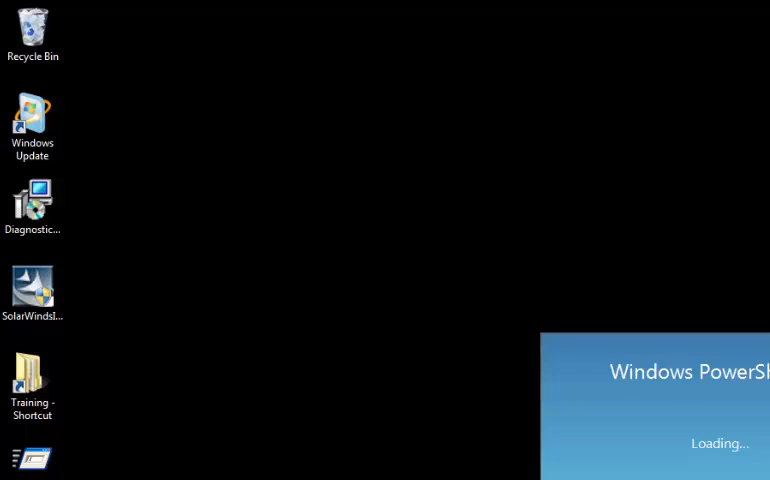 Recycle Bin
Windows
Update
Diagnostic...
SolarWindsI...
Training -
Shortcut
Windows PowerSh
Loading...